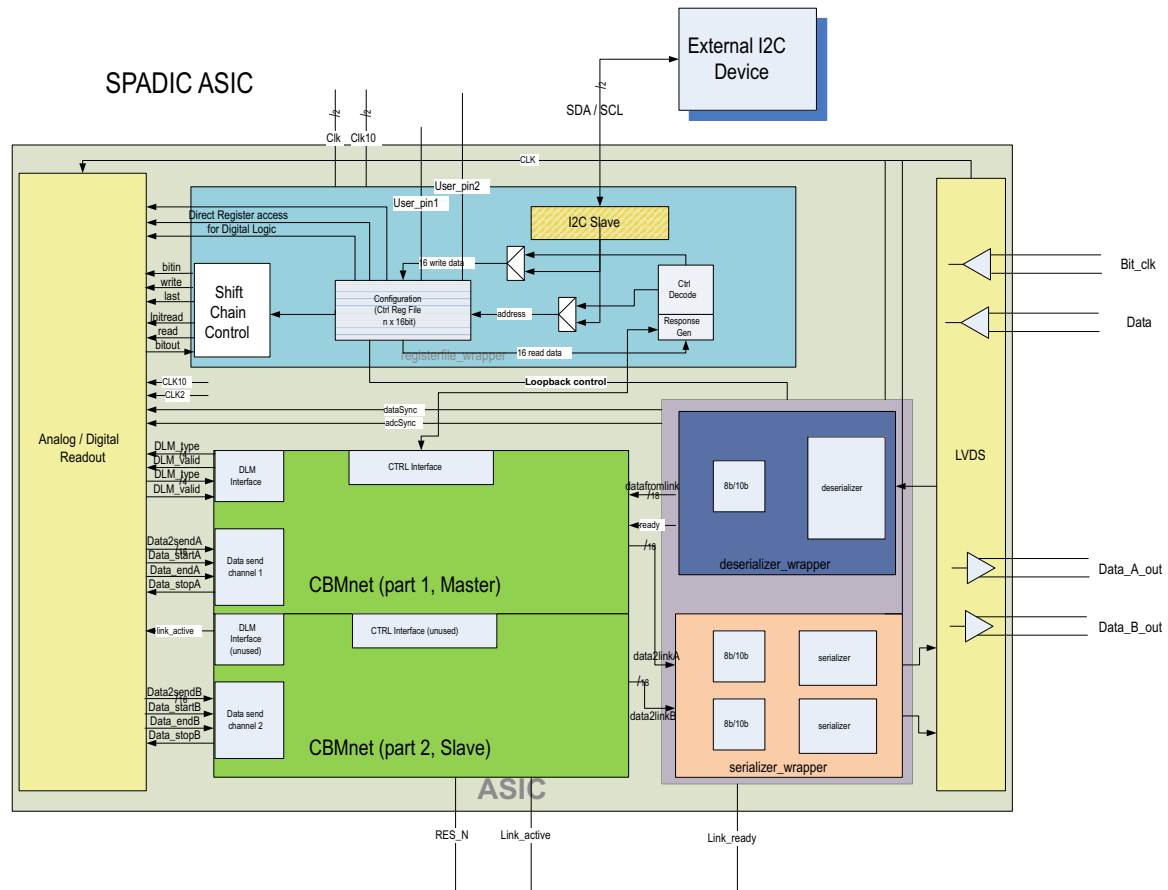 External I2C
Device
SPADIC ASIC
2
2
2
SDA / SCL
Clk
Clk10
CLK
User_pin2
User_pin1
Direct Register access
for Digital Logic
I2C Slave
bitin
write
last
Initread
read
bitout
Shift
Chain
Control
16 write data
Configuration
(Ctrl Reg File
n x 16bit)
address
Ctrl
Decode
Response
Gen
16 read data
registerfile_wrapper
Bit_clk
Data
CLK10
CLK2
Loopback control
dataSync
adcSync
Analog / Digital
Readout
LVDS
DLM_type
4
DLM_valid
DLM_type
4
DLM_valid
DLM
Interface
CTRL Interface
datafromlink
18
ready
18
8b/10b
deserializer
deserializer_wrapper
Data2sendA
16
Data_startA
Data_endA
Data_stopA
Data send
channel 1
CBMnet (part 1, Master)
Data_A_out
Data_B_out
link_active
DLM
Interface
(unused)
CTRL Interface (unused)
data2linkA
18
data2linkB
8b/10b
serializer
8b/10b
serializer
serializer_wrapper
Data2sendB
16
Data_startB
Data_endB
Data_stopB
Data send
channel 2
CBMnet (part 2, Slave)
ASIC
RES_N
Link_active
Link_ready